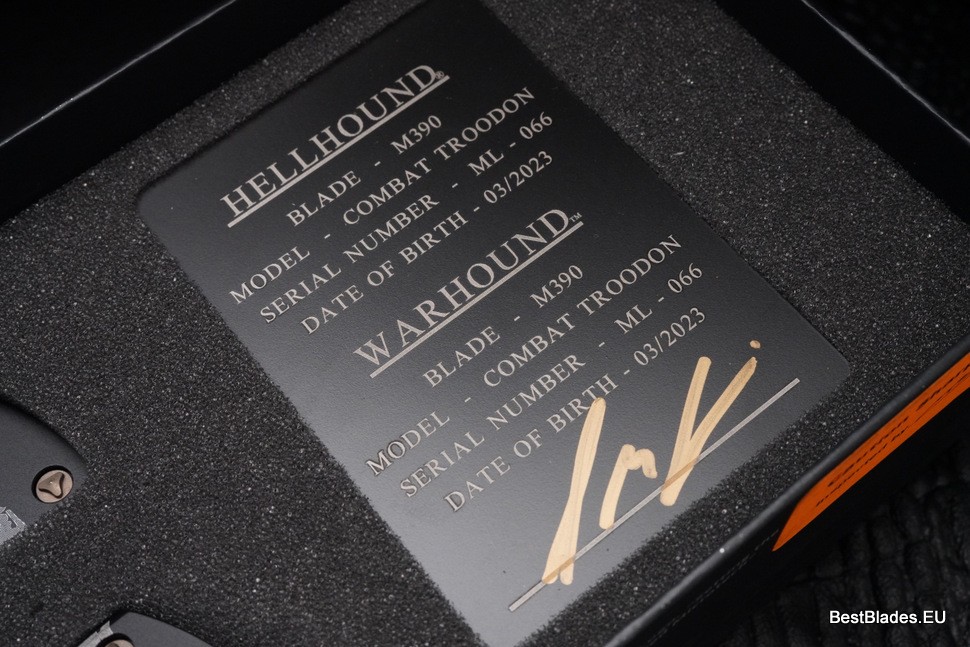 HELLHOUND®
BLADE - M390
MODEL - COMBAT TROODON
SERIAL NUMBER - ML - 066
DATE OF BIRTH - 03/2023
WARHOUND™
BLADE - M390
MODEL - COMBAT TROODON
SERIAL NUMBER - ML - 066
DATE OF BIRTH - 03/2023
BestBlades.EU